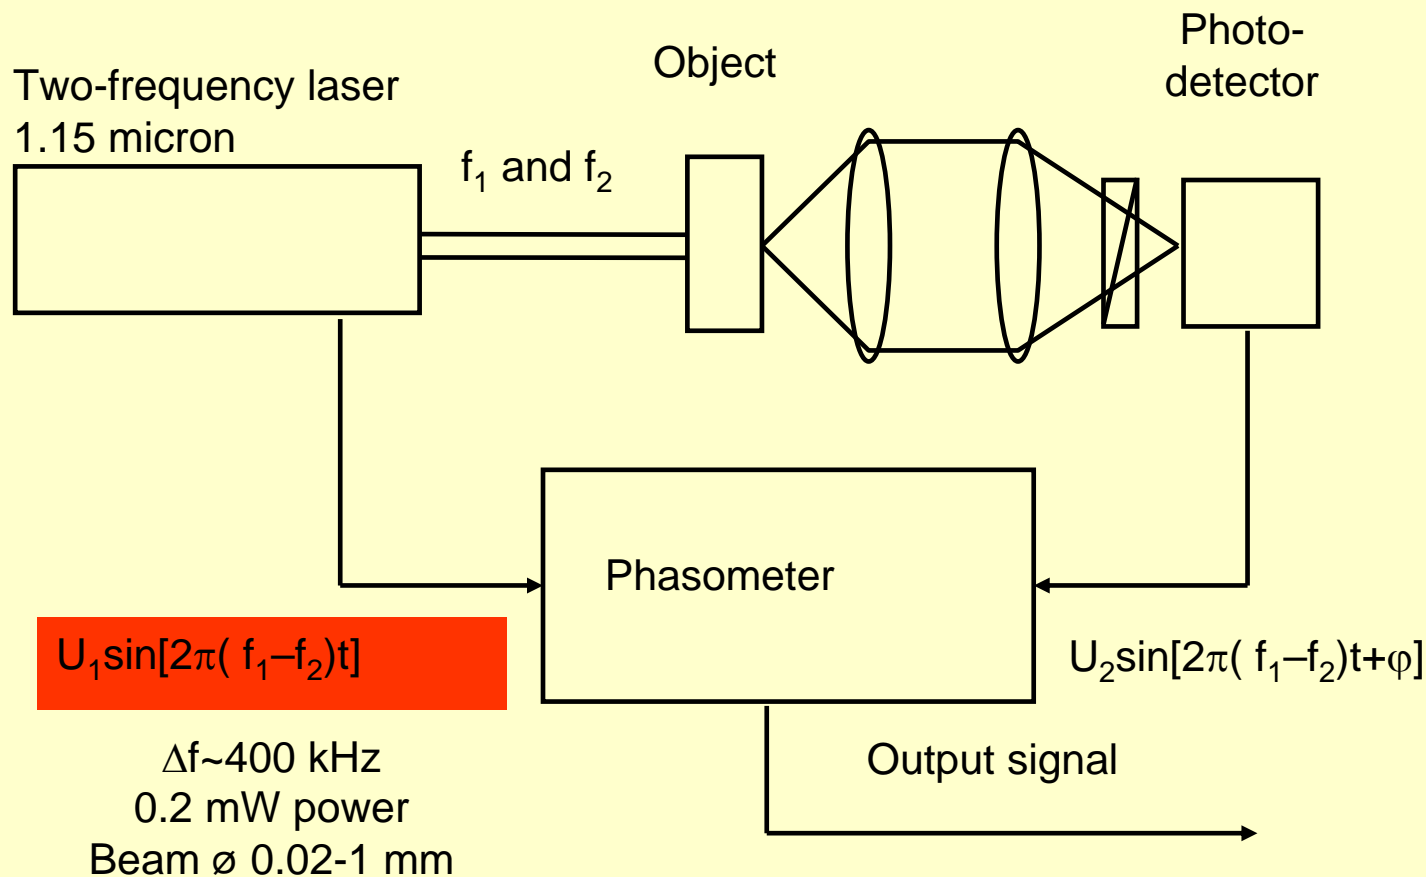 Photo-
detector
Object
Two-frequency laser
1.15 micron
f₁ and f₂
Phasometer
U₁sin[2π( f₁–f₂)t]
U₂sin[2π( f₁–f₂)t+φ]
Δf~400 kHz
0.2 mW power
Beam ø 0.02-1 mm
Output signal